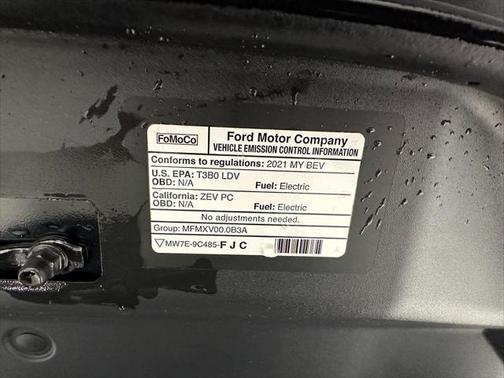 FoMoCo
Ford Motor Company
VEHICLE EMISSION CONTROL INFORMATION
Conforms to regulations: 2021 MY BEV
U.S. EPA: T3B0 LDV
OBD: N/A Fuel: Electric
California: ZEV PC
OBD: N/A Fuel: Electric
No adjustments needed.
Group: MFMXV00.0B3A
MW7E-9C485-FJC